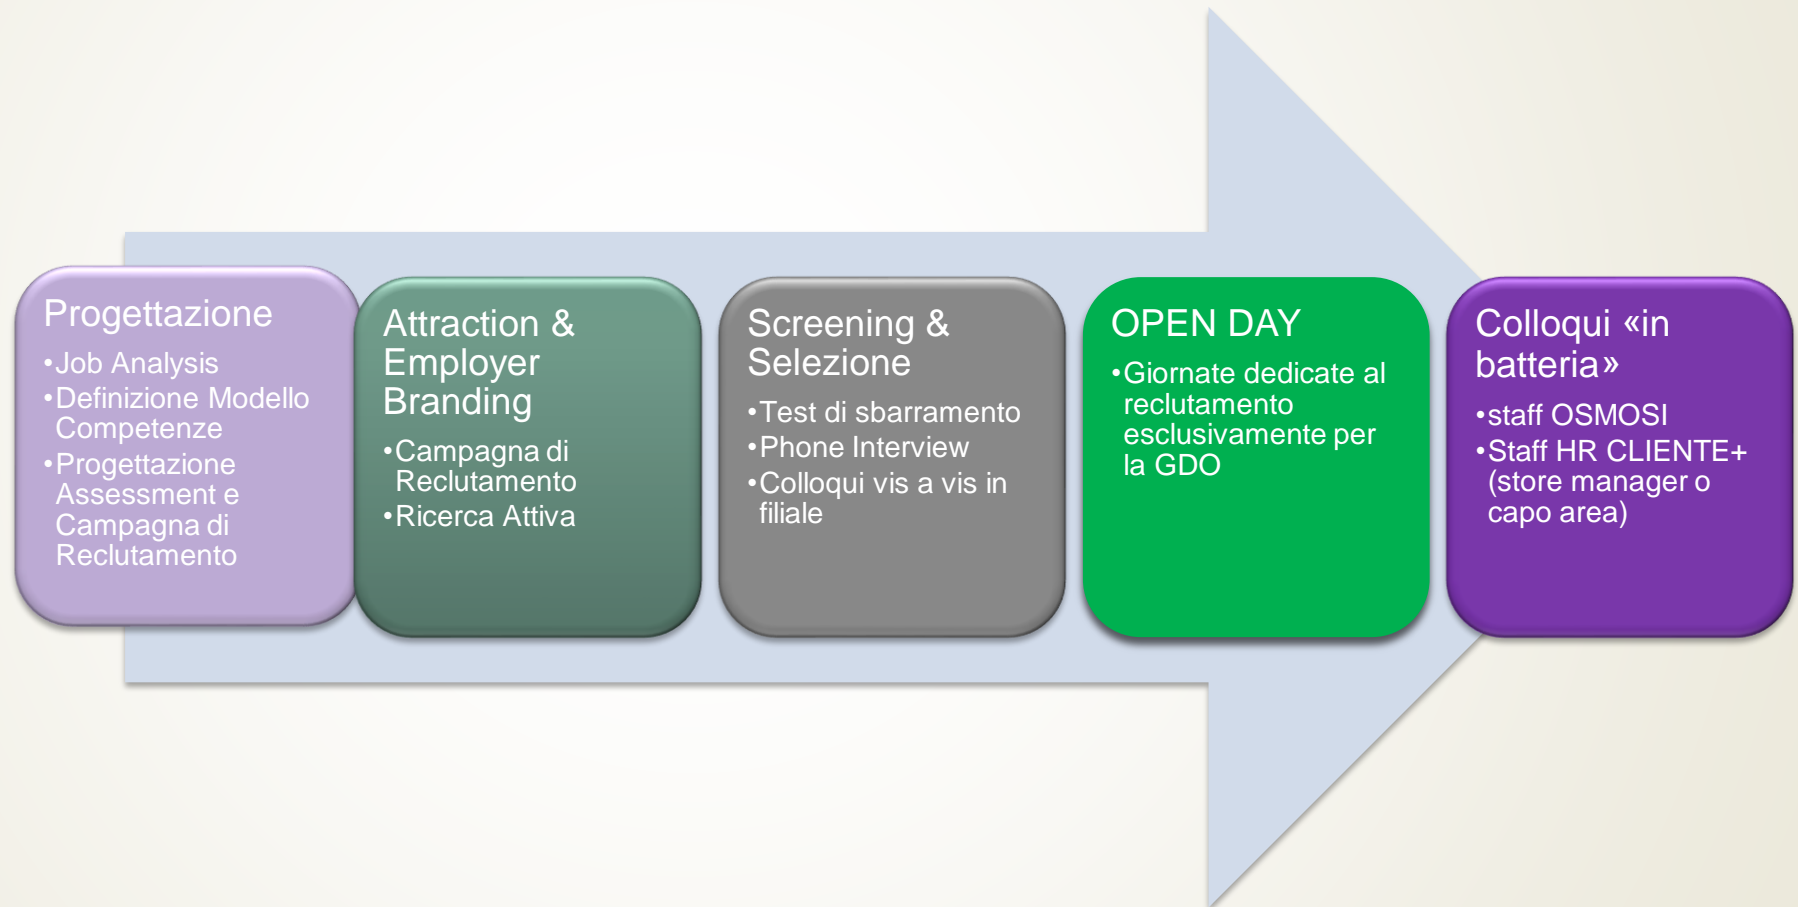 Progettazione
•Job Analysis
•Definizione Modello
Competenze
•Progettazione
Assessment e
Campagna di
Reclutamento
Attraction &
Employer
Branding
•Campagna di
Reclutamento
•Ricerca Attiva
Screening &
Selezione
•Test di sbarramento
•Phone Interview
•Colloqui vis a vis in
filiale
OPEN DAY
•Giornate dedicate al
reclutamento
esclusivamente per
la GDO
Colloqui «in
batteria»
•staff OSMOSI
•Staff HR CLIENTE+
(store manager o
capo area)